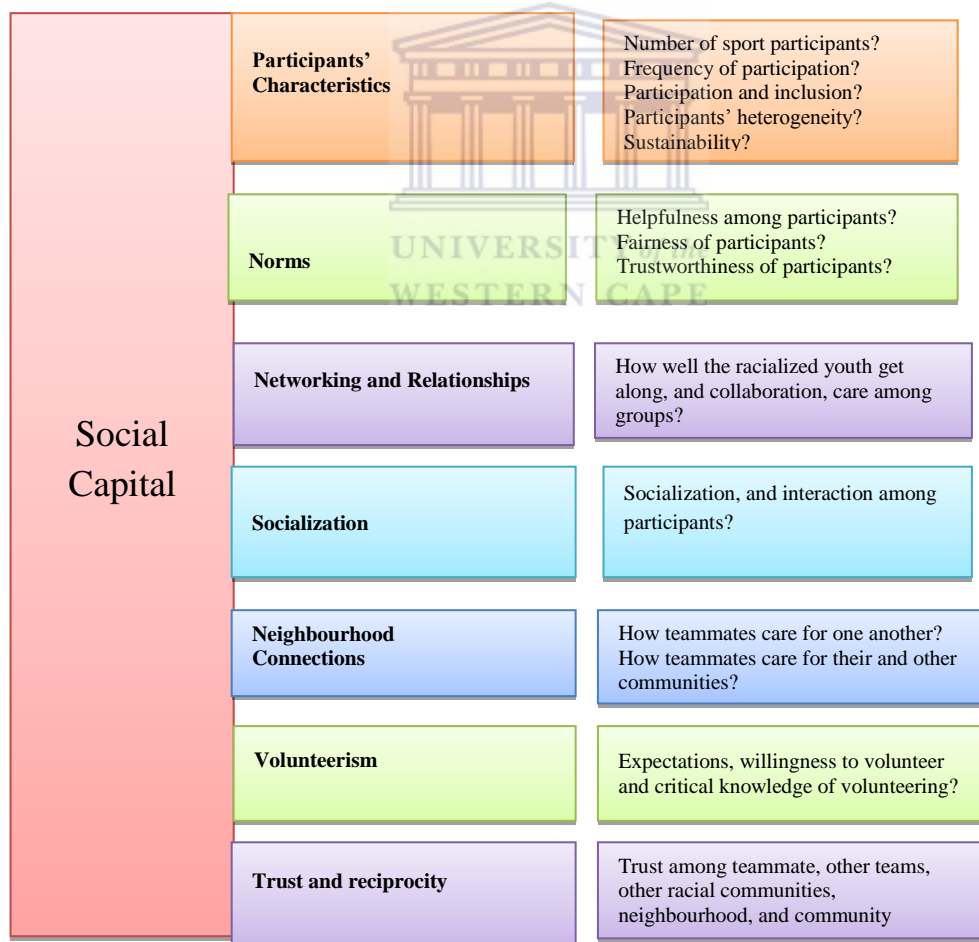 Participants'
Characteristics
Number of sport participants?
Frequency of participation?
Participation and inclusion?
Participants' heterogeneity?
Sustainability?
Norms
Helpfulness among participants?
Fairness of participants?
Trustworthiness of participants?
UNIVERSITY of the
WESTERN CAPE
Networking and Relationships
How well the racialized youth get
along, and collaboration, care among
groups?
Social
Capital
Socialization
Socialization, and interaction among
participants?
Neighbourhood
Connections
How teammates care for one another?
How teammates care for their and other
communities?
Volunteerism
Expectations, willingness to volunteer
and critical knowledge of volunteering?
Trust and reciprocity
Trust among teammate, other teams,
other racial communities,
neighbourhood, and community